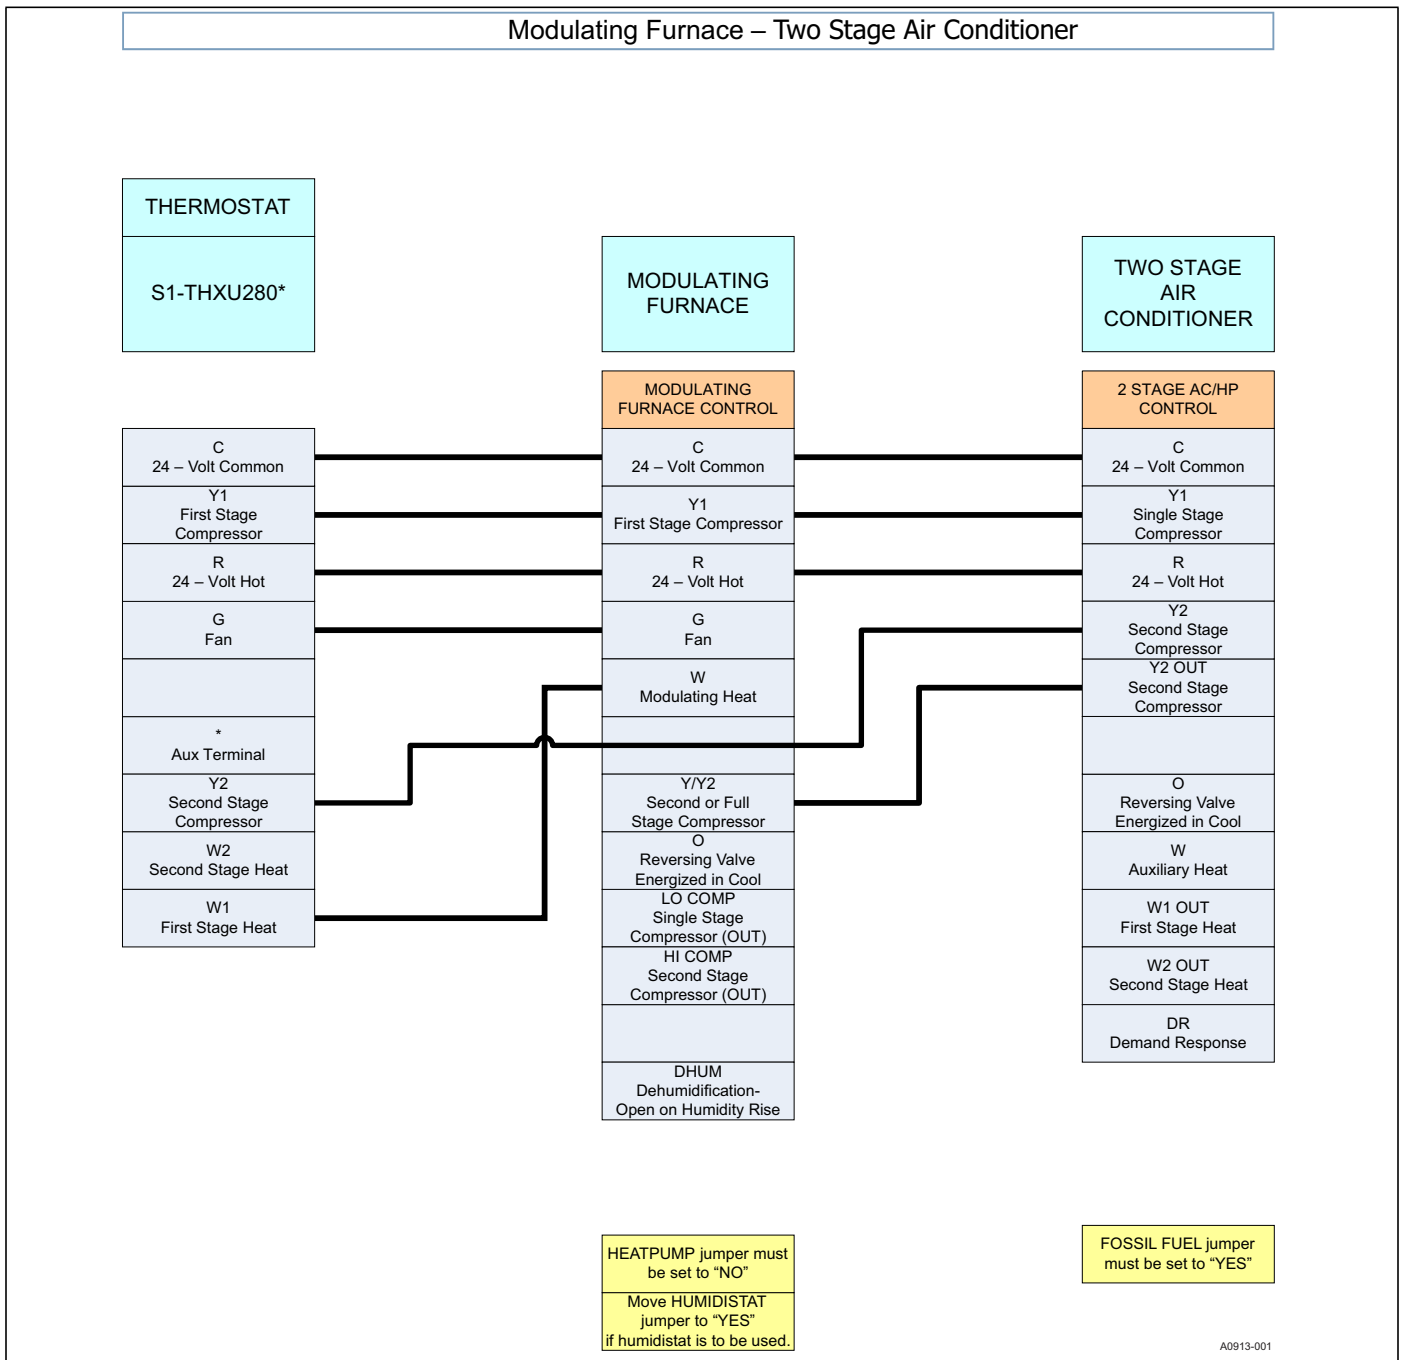 Modulating Furnace – Two Stage Air Conditioner
THERMOSTAT
S1-THXU280*
C
24 – Volt Common
Y1
First Stage
Compressor
R
24 – Volt Hot
G
Fan
*
Aux Terminal
Y2
Second Stage
Compressor
W2
Second Stage Heat
W1
First Stage Heat
MODULATING
FURNACE
MODULATING
FURNACE CONTROL
C
24 – Volt Common
Y1
First Stage Compressor
R
24 – Volt Hot
G
Fan
W
Modulating Heat
Y/Y2
Second or Full
Stage Compressor
O
Reversing Valve
Energized in Cool
LO COMP
Single Stage
Compressor (OUT)
HI COMP
Second Stage
Compressor (OUT)
DHUM
Dehumidification-
Open on Humidity Rise
HEATPUMP jumper must
be set to “NO”
Move HUMIDISTAT
jumper to “YES”
if humidistat is to be used.
TWO STAGE
AIR
CONDITIONER
2 STAGE AC/HP
CONTROL
C
24 – Volt Common
Y1
Single Stage
Compressor
R
24 – Volt Hot
Y2
Second Stage
Compressor
Y2 OUT
Second Stage
Compressor
O
Reversing Valve
Energized in Cool
W
Auxiliary Heat
W1 OUT
First Stage Heat
W2 OUT
Second Stage Heat
DR
Demand Response
FOSSIL FUEL jumper
must be set to “YES”
A0913-001